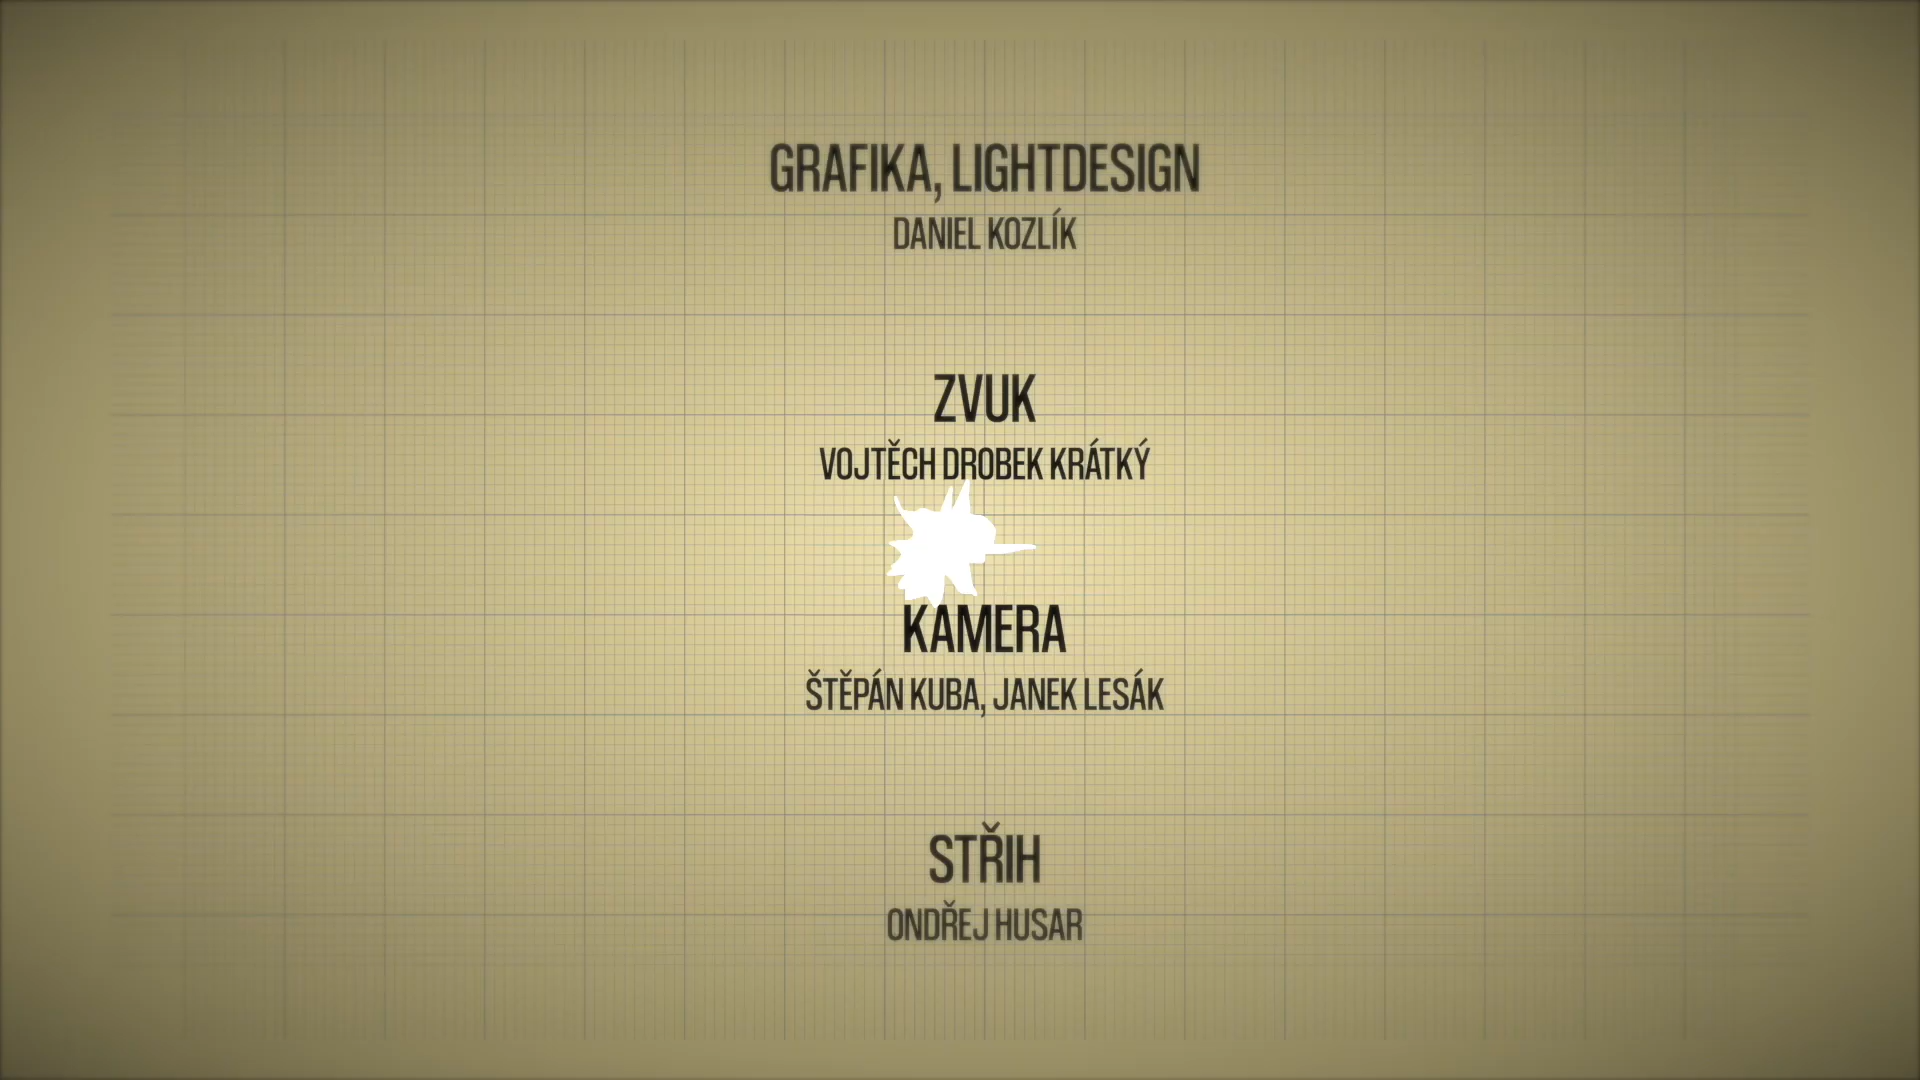 GRAFIKA, LIGHTDESIGN
DANIEL KOZLÍK
ZVUK
VOJTĚCH DROBEK KRÁTKÝ
KAMERA
ŠTĚPÁN KUBA, JANEK LESÁK
STŘIH
ONDŘEJ HUSAR